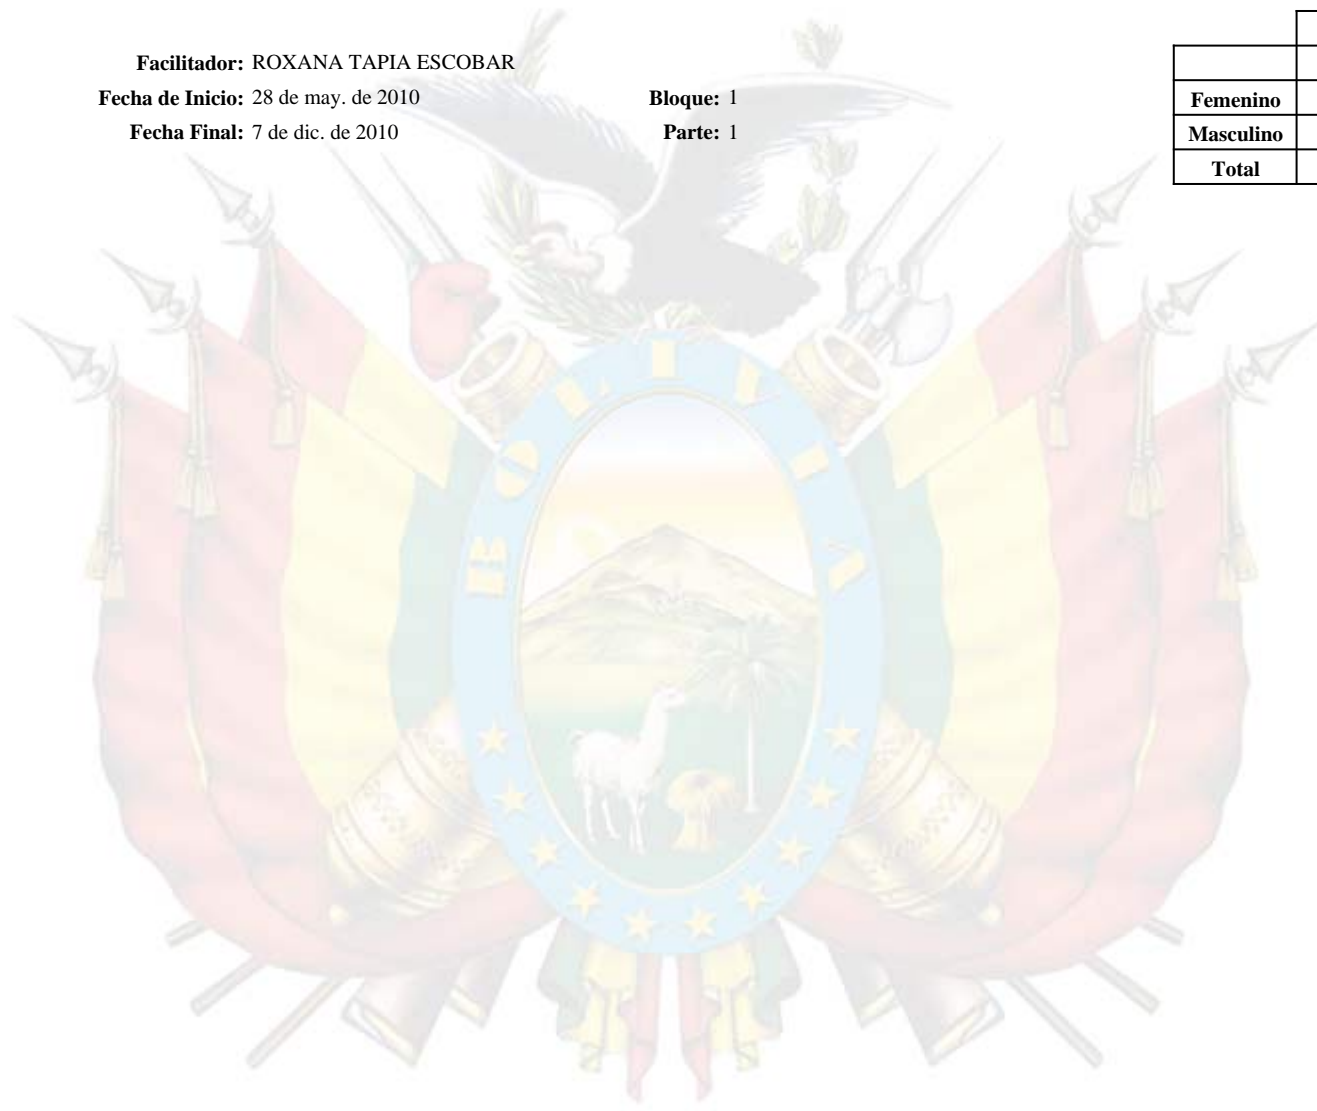 Facilitador: ROXANA TAPIA ESCOBAR
Fecha de Inicio: 28 de may. de 2010 Bloque: 1
Fecha Final: 7 de dic. de 2010 Parte: 1
Femenino
Masculino
Total
BOLIVIA